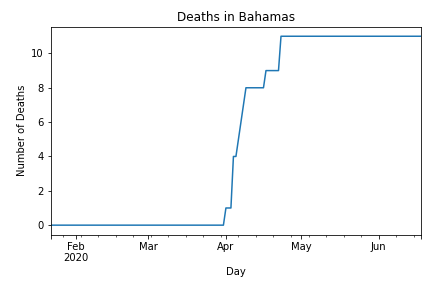 Deaths in Bahamas
10
8
6
4
2
0
Number of Deaths
Feb
2020
Mar
Apr
May
Jun
Day